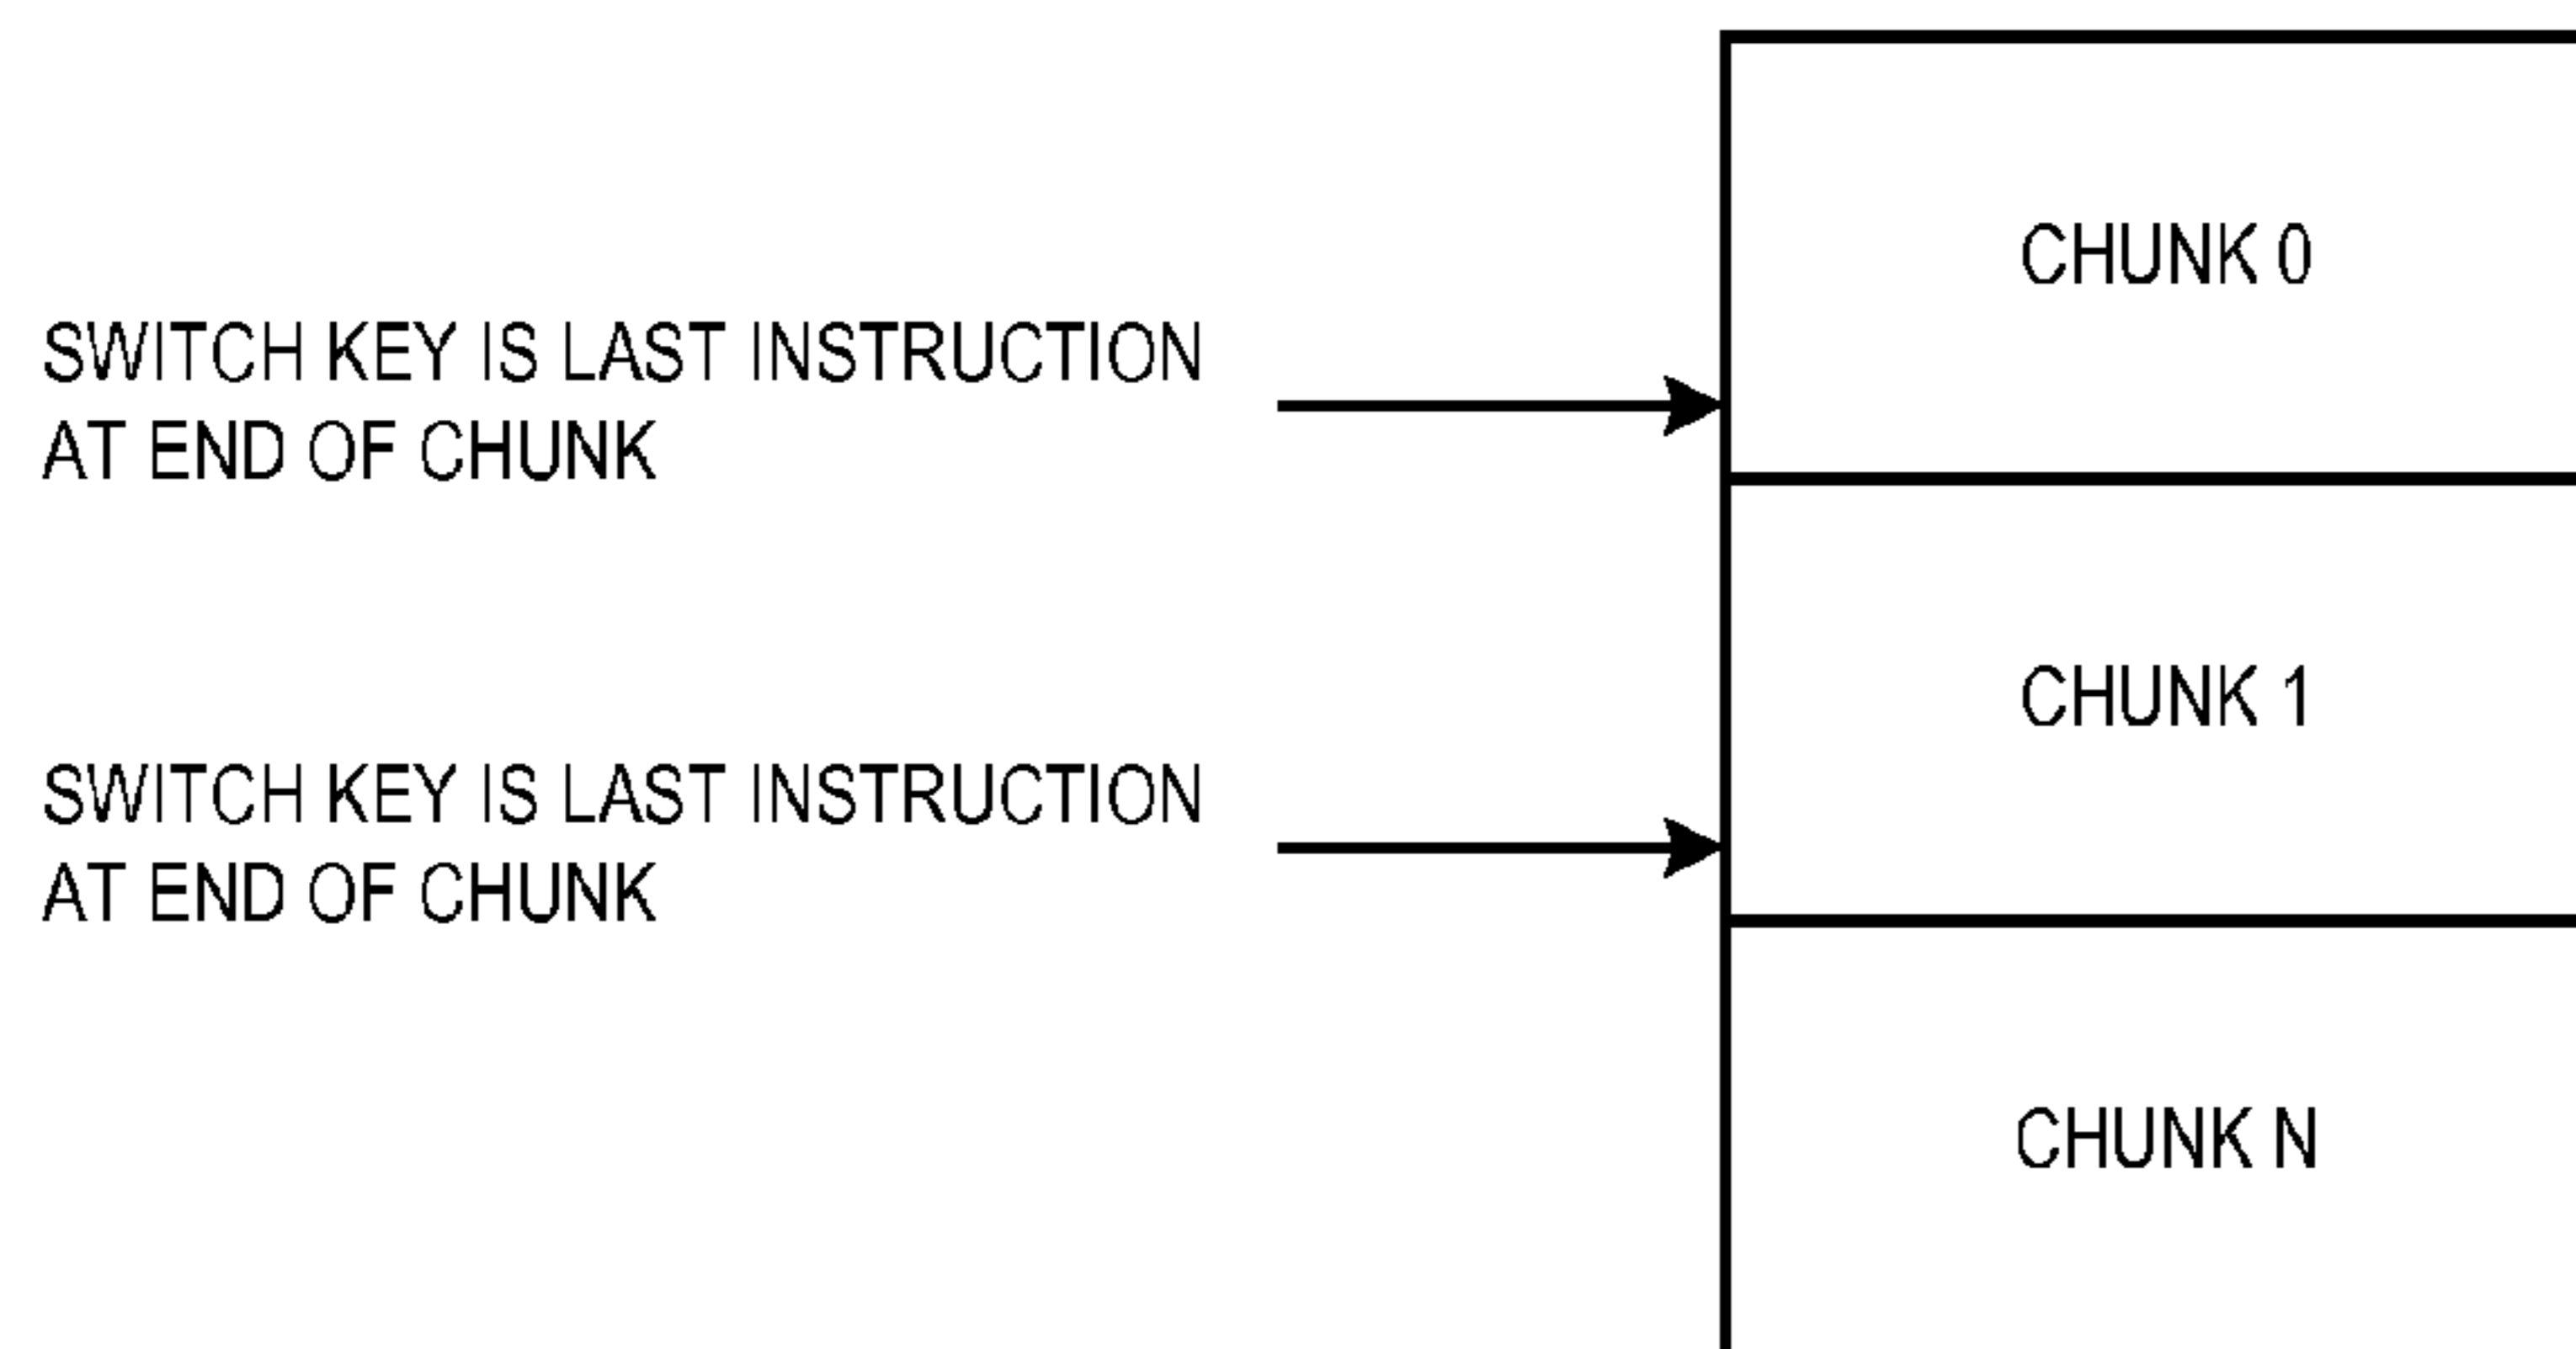 CHUNK 0
SWITCH KEY IS LAST INSTRUCTION
AT END OF CHUNK
CHUNK 1
SWITCH KEY IS LAST INSTRUCTION
AT END OF CHUNK
CHUNK N